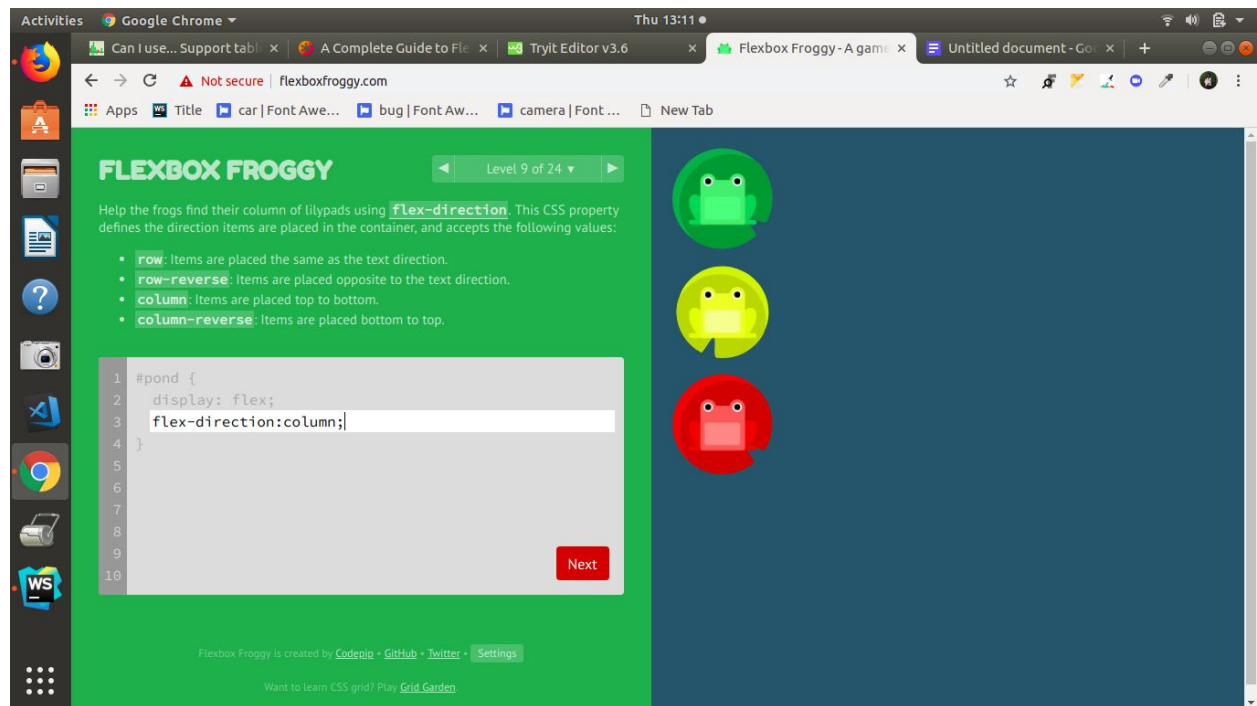 Activities Google Chrome ▾ Thu 13:11
Can I use... Support tabl × A Complete Guide to Fle × Tryit Editor v3.6 × Flexbox Froggy - A game × Untitled document - Goo × +
Not secure | flexboxfroggy.com
Apps Title car | Font Awe... bug | Font Aw... camera | Font ... New Tab
FLEXBOX FROGGY
◀ Level 9 of 24 ▾ ▶
Help the frogs find their column of lilypads using flex-direction. This CSS property
defines the direction items are placed in the container, and accepts the following values:
• row: Items are placed the same as the text direction.
• row-reverse: Items are placed opposite to the text direction.
• column: Items are placed top to bottom.
• column-reverse: Items are placed bottom to top.
1 #pond {
2 display: flex;
3 flex-direction:column;
4 }
5
6
7
8
9
10
Next
WS
Flexbox Froggy is created by Codepip • GitHub • Twitter • Settings
Want to learn CSS grid? Play Grid Garden.